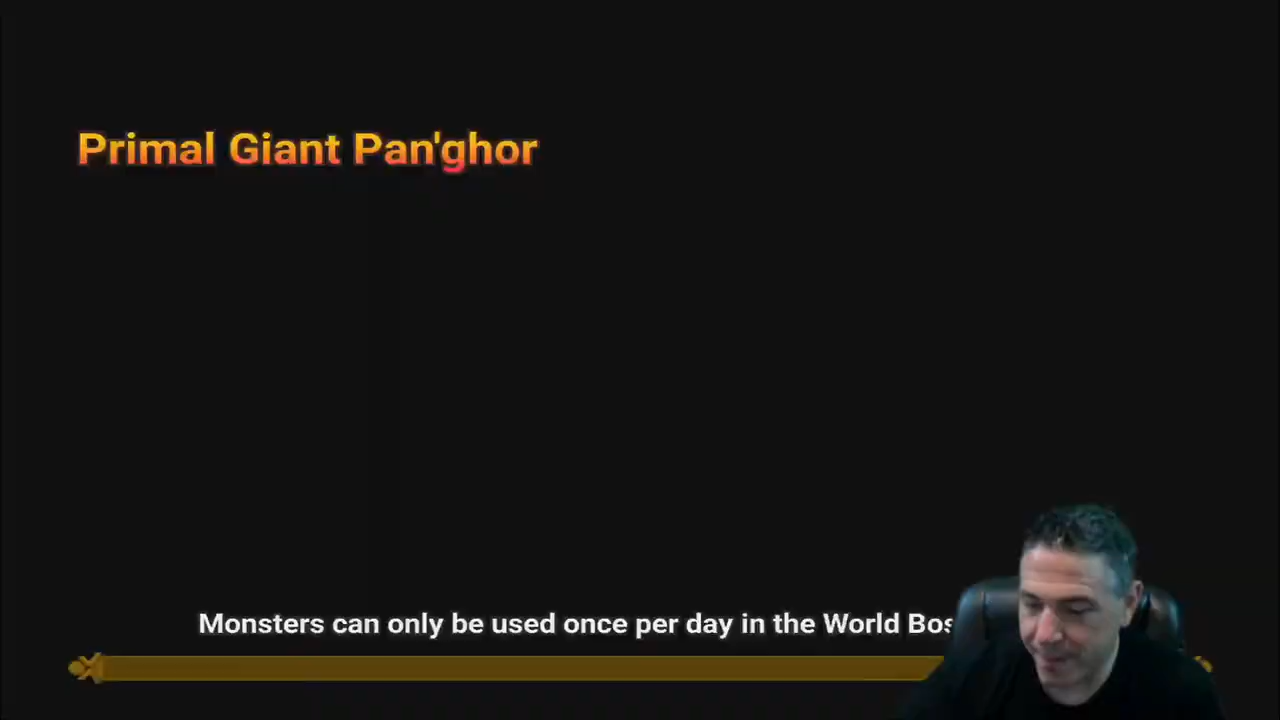 Primal Giant Pan'ghor
Monsters can only be used once per day in the World